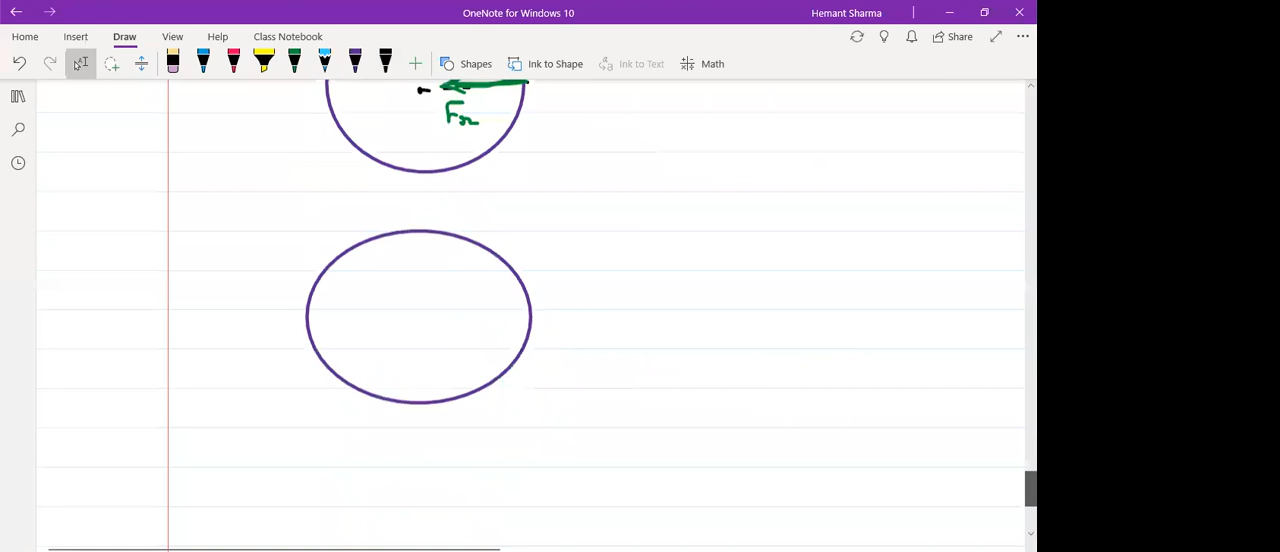 OneNote for Windows 10
Hemant Sharma
Home Insert Draw View Help Class Notebook
Share
Shapes Ink to Shape Ink to Text Math